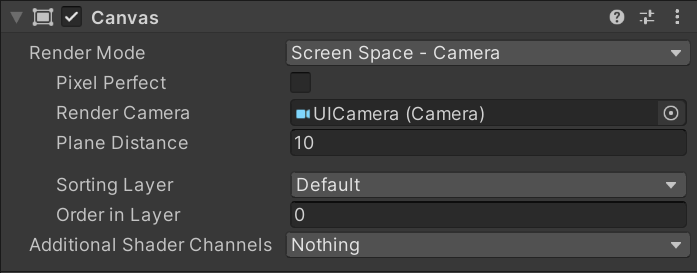 Canvas
Render Mode Screen Space - Camera
Pixel Perfect
Render Camera UICamera (Camera)
Plane Distance 10
Sorting Layer Default
Order in Layer 0
Additional Shader Channels Nothing